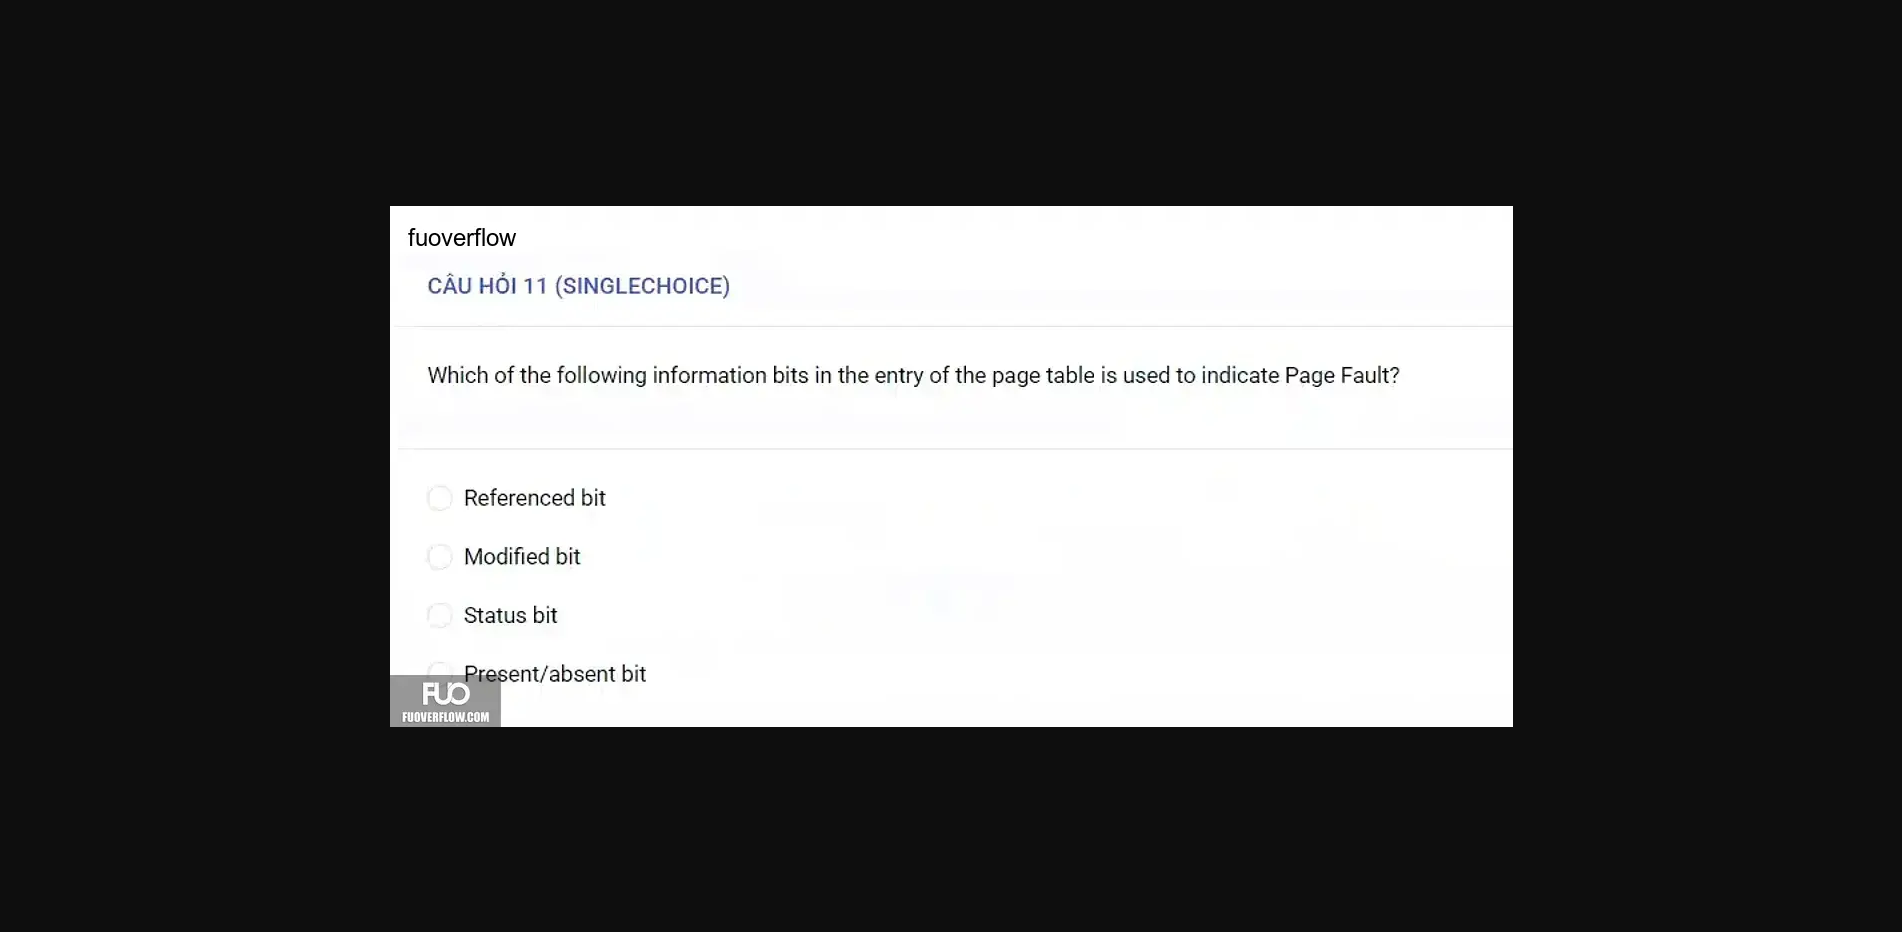 fuoverflow
CÂU HỎI 11 (SINGLECHOICE)
Which of the following information bits in the entry of the page table is used to indicate Page Fault?
Referenced bit
Modified bit
Status bit
Present/absent bit
FUO
FUOVERFLOW.COM